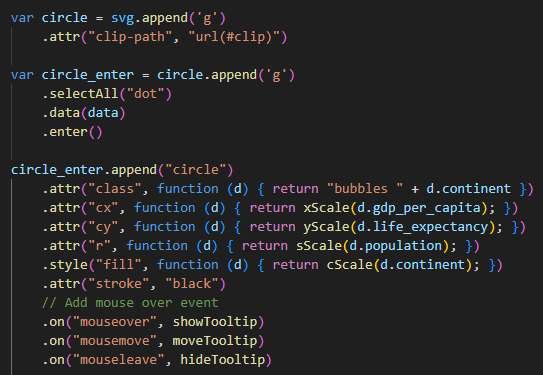 var circle = svg.append('g')
    .attr("clip-path", "url(#clip)")

var circle_enter = circle.append('g')
    .selectAll("dot")
    .data(data)
    .enter()

circle_enter.append("circle")
    .attr("class", function (d) { return "bubbles " + d.continent })
    .attr("cx", function (d) { return xScale(d.gdp_per_capita); })
    .attr("cy", function (d) { return yScale(d.life_expectancy); })
    .attr("r", function (d) { return sScale(d.population); })
    .style("fill", function (d) { return cScale(d.continent); })
    .attr("stroke", "black")
    // Add mouse over event
    .on("mouseover", showTooltip)
    .on("mousemove", moveTooltip)
    .on("mouseleave", hideTooltip)